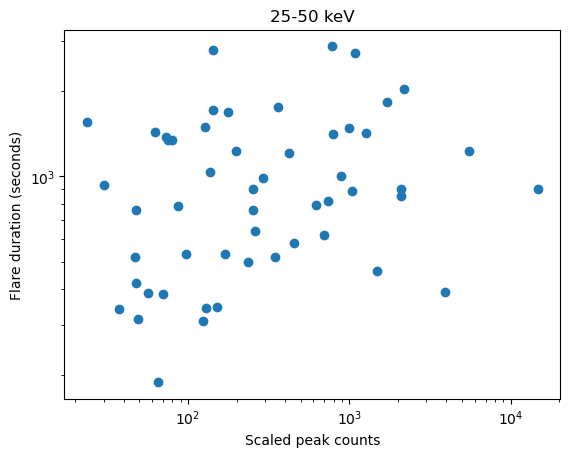 25-50 keV
Flare duration (seconds)
10³
10² 10³ 10⁴
Scaled peak counts